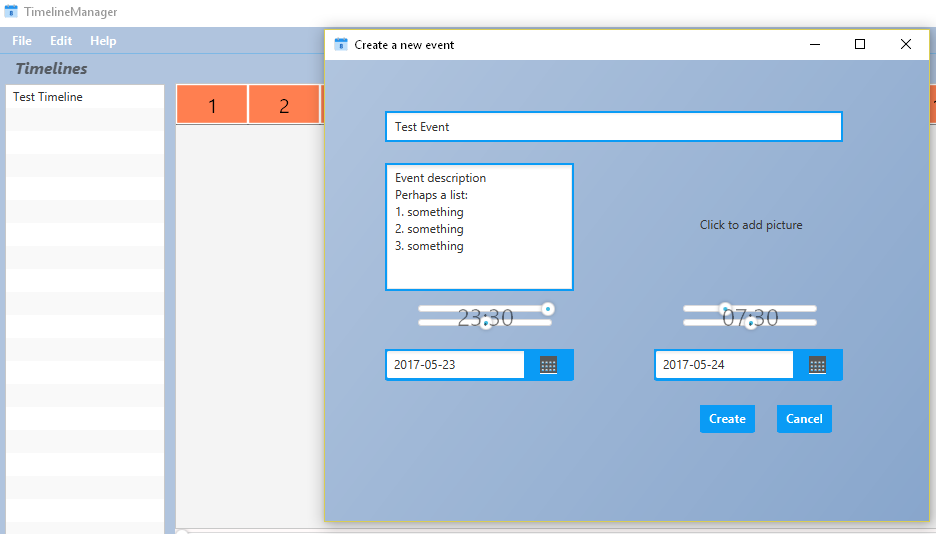 TimelineManager
File Edit Help
Timelines
Test Timeline
1 2
Create a new event
Test Event
Event description
Perhaps a list:
1. something
2. something
3. something
Click to add picture
23:30
07:30
2017-05-23
2017-05-24
Create
Cancel